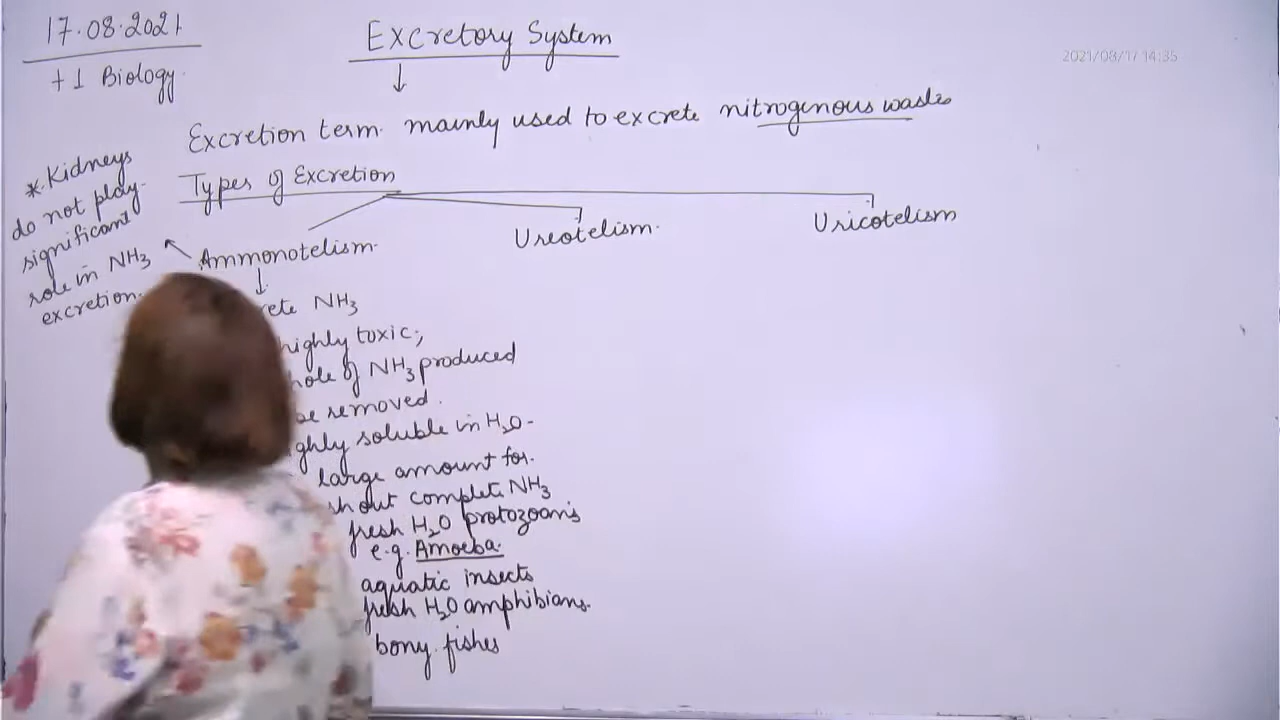 17.08.2021
+1 Biology.
Excretory System
2021/08/17 14:35
↓
Excretion term mainly used to excrete nitrogenous wastes
Types of Excretion
*. Kidneys
do not play
significant
role in NH3
excretion.
Ammonotelism.
Ureotelism.
Uricotelism
↓
NH3
highly toxic;
of NH3 produced
be removed.
soluble in H2O.
large amount for.
complete NH3
fresh H2O protozoans
e.g. Amoeba.
aquatic insects
fresh H2O amphibians.
bony fishes